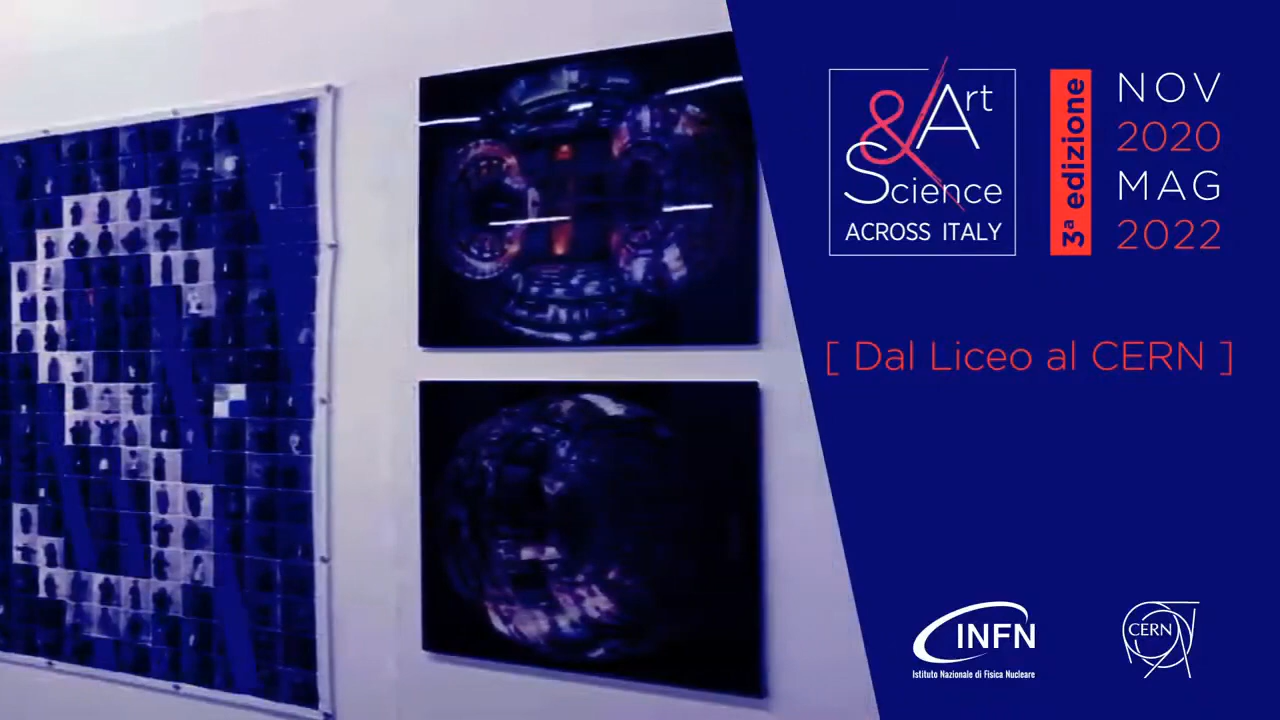 Art
&
Science
ACROSS ITALY
3ª edizione
NOV
2020
MAG
2022
[ Dal Liceo al CERN ]
INFN
Istituto Nazionale di Fisica Nucleare
CERN